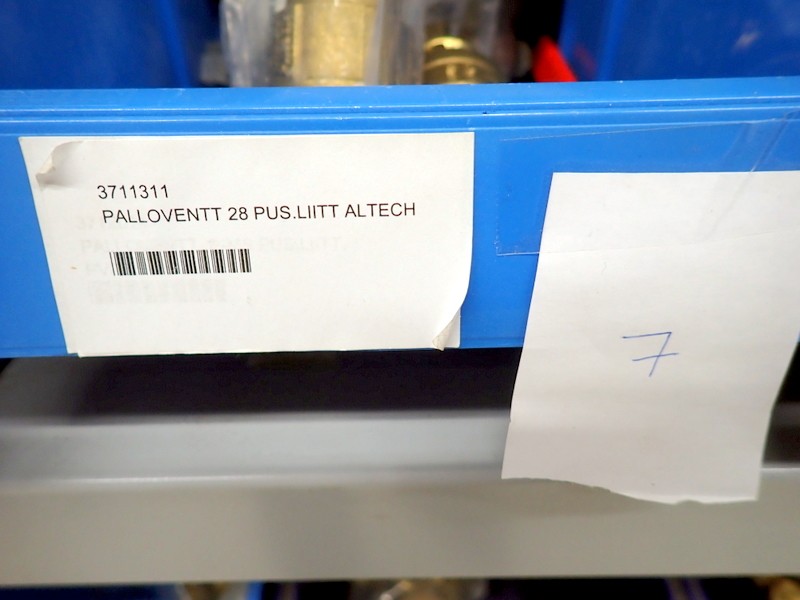 3711311
PALLOVENTT 28 PUS.LIITT ALTECH
7